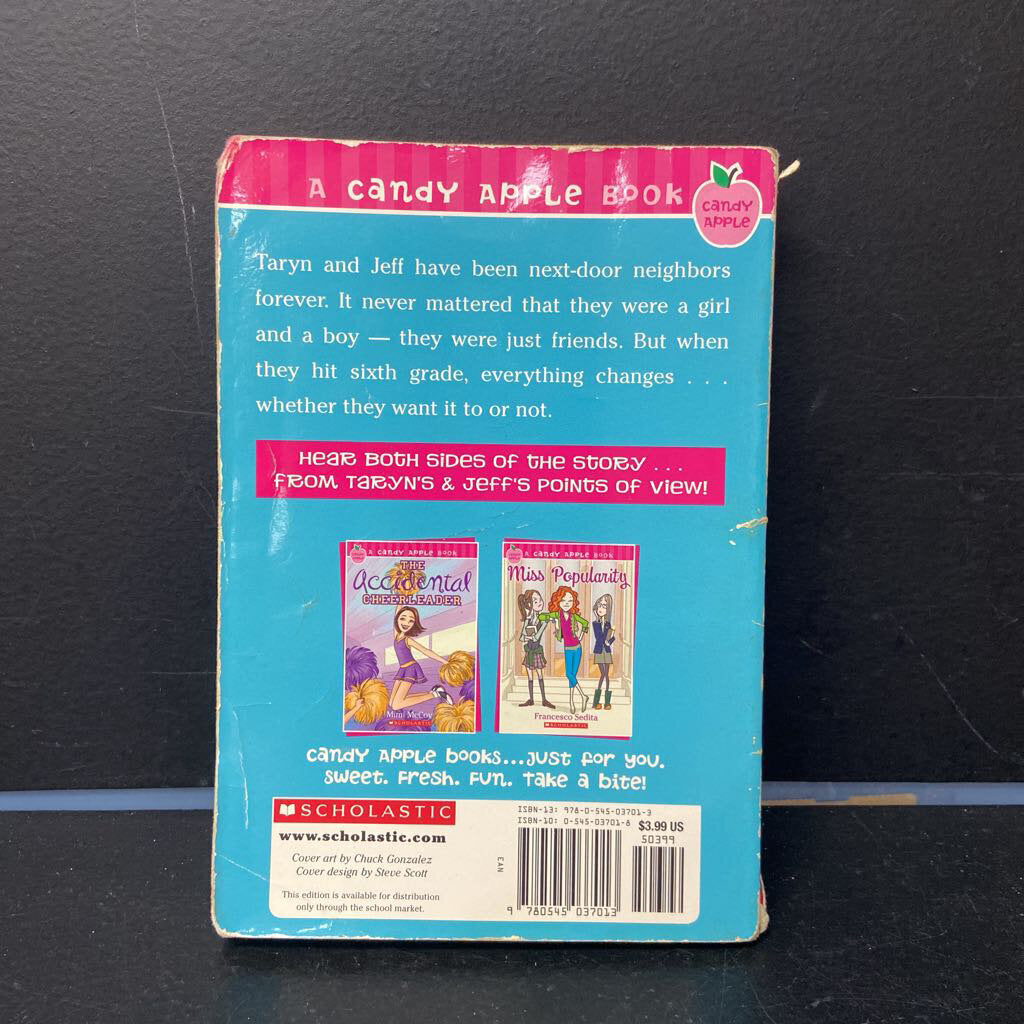 A CANDY APPLE BOOK
CANDY
APPLE
Taryn and Jeff have been next-door neighbors
forever. It never mattered that they were a girl
and a boy — they were just friends. But when
they hit sixth grade, everything changes . . .
whether they want it to or not.
HEAR BOTH SIDES OF THE STORY . . .
FROM TARYN'S & JEFF'S POINTS OF VIEW!
A CANDY APPLE BOOK
THE
Accidental
CHEERLEADER
Mimi McCoy
SCHOLASTIC
A CANDY APPLE BOOK
Miss Popularity
Francesco Sedita
SCHOLASTIC
Candy Apple books...just for you.
Sweet. Fresh. Fun. Take a bite!
SCHOLASTIC
www.scholastic.com
Cover art by Chuck Gonzalez
Cover design by Steve Scott
This edition is available for distribution
only through the school market.
EAN
ISBN-13: 978-0-545-03701-3
ISBN-10: 0-545-03701-8
$3.99 US
50399
9 780545 037013